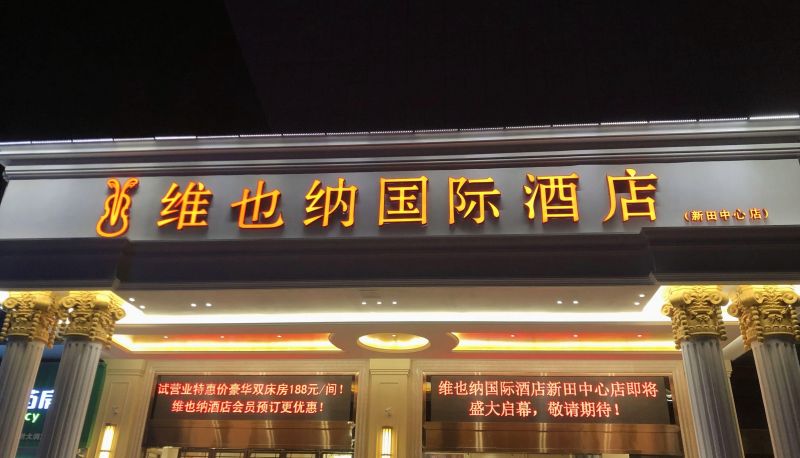 维也纳国际酒店
(新田中心店)
试营业特惠价豪华双床房188元/间！
维也纳酒店会员预订更优惠！
维也纳国际酒店新田中心店即将
盛大启幕，敬请期待！